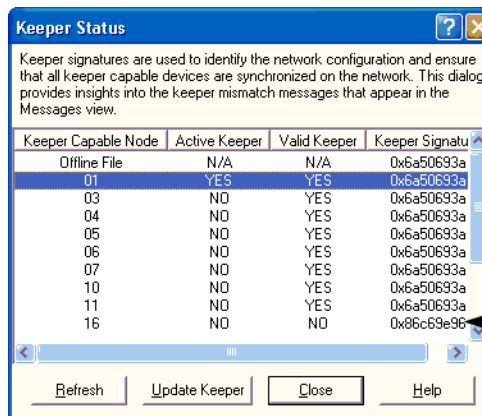 Keeper Status
Keeper signatures are used to identify the network configuration and ensure
that all keeper capable devices are synchronized on the network. This dialog
provides insights into the keeper mismatch messages that appear in the
Messages view.
Keeper Capable Node Active Keeper Valid Keeper Keeper Signatu
Offline File N/A N/A 0x6a50693a
01 YES YES 0x6a50693a
03 NO YES 0x6a50693a
04 NO YES 0x6a50693a
05 NO YES 0x6a50693a
06 NO YES 0x6a50693a
07 NO YES 0x6a50693a
10 NO YES 0x6a50693a
11 NO YES 0x6a50693a
16 NO NO 0x86c69e96
Refresh Update Keeper Close Help